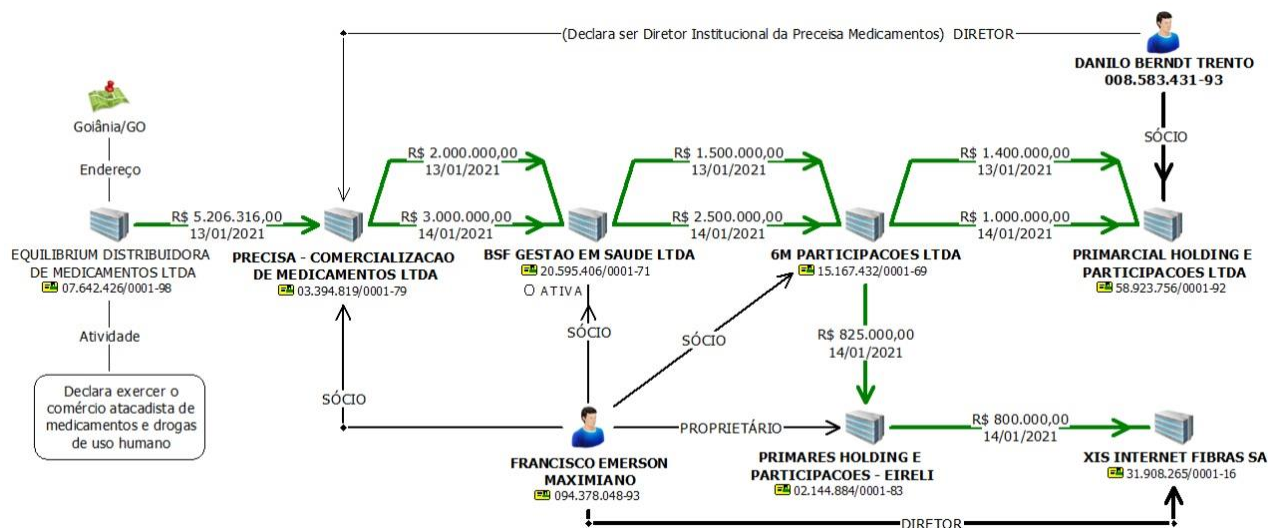 (Declara ser Diretor Institucional da Preceisa Medicamentos) DIRETOR
DANILO BERNDT TRENTO
008.583.431-93
SÓCIO
Goiânia/GO
Endereço
R$ 5.206.316,00
13/01/2021
R$ 2.000.000,00
13/01/2021
R$ 3.000.000,00
14/01/2021
R$ 1.500.000,00
13/01/2021
R$ 2.500.000,00
14/01/2021
R$ 1.400.000,00
13/01/2021
R$ 1.000.000,00
14/01/2021
EQUILIBRIUM DISTRIBUIDORA
DE MEDICAMENTOS LTDA
07.642.426/0001-98
PRECISA - COMERCIALIZACAO
DE MEDICAMENTOS LTDA
03.394.819/0001-79
BSF GESTAO EM SAUDE LTDA
20.595.406/0001-71
ATIVA
6M PARTICIPACOES LTDA
15.167.432/0001-69
PRIMARCIAL HOLDING E
PARTICIPACOES LTDA
58.923.756/0001-92
Atividade
Declara exercer o
comércio atacadista de
medicamentos e drogas
de uso humano
SÓCIO
SÓCIO
SÓCIO
R$ 825.000,00
14/01/2021
PROPRIETÁRIO
R$ 800.000,00
14/01/2021
FRANCISCO EMERSON
MAXIMIANO
094.378.048-93
PRIMARES HOLDING E
PARTICIPACOES - EIRELI
02.144.884/0001-83
XIS INTERNET FIBRAS SA
31.908.265/0001-16
DIRETOR